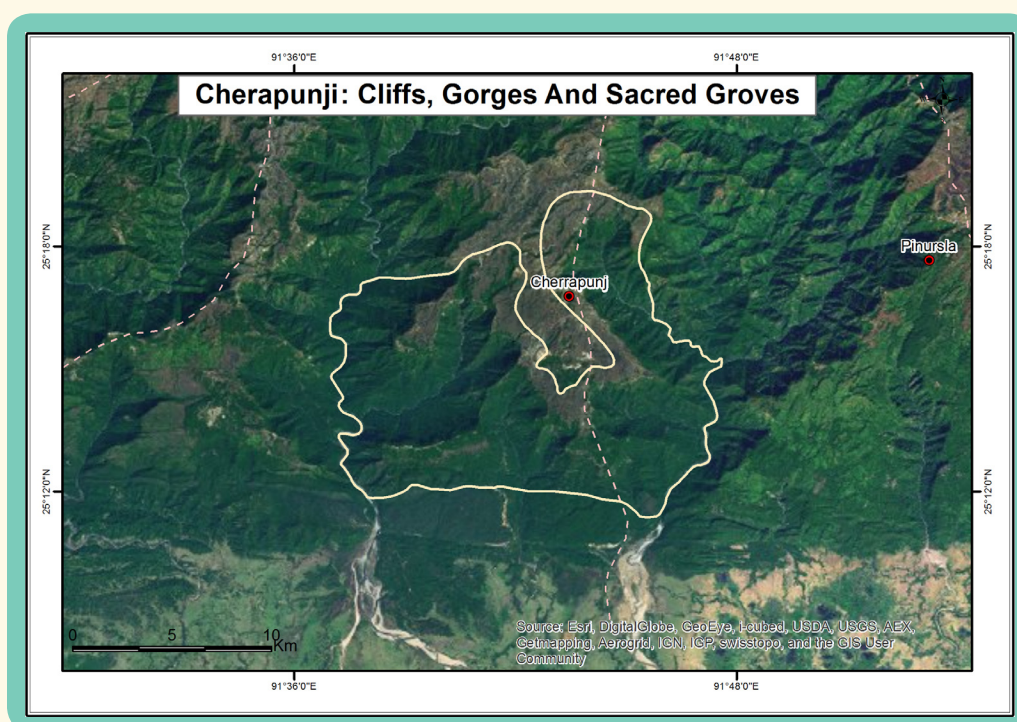 91°36'0"E
91°48'0"E
Cherapunji: Cliffs, Gorges And Sacred Groves
25°18'0"N
25°18'0"N
Pinursla
Cherrapunj
25°12'0"N
25°12'0"N
0 5 10
Km
Source: Esri, DigitalGlobe, GeoEye, i-cubed, USDA, USGS, AEX,
Getmapping, Aerogrid, IGN, IGP, swisstopo, and the GIS User
Community
91°36'0"E
91°48'0"E